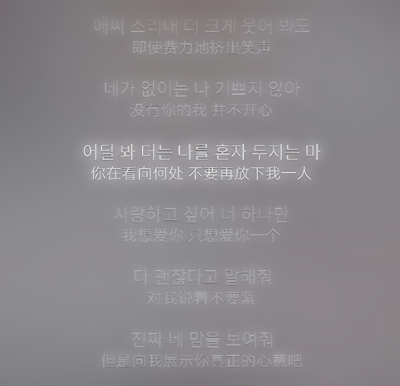 애써 소리내 더 크게 웃어 봐도
即使费力地挤出笑声
네가 없이는 나 기쁘지 않아
没有你的我 并不开心
어딜 봐 더는 나를 혼자 두지는 마
你在看向何处 不要再放下我一人
사랑하고 싶어 너 하나만
我想爱你 只想爱你一个
다 괜찮다고 말해줘
对我说着不要紧
진짜 네 맘을 보여줘
但是向我展示你真正的心意吧